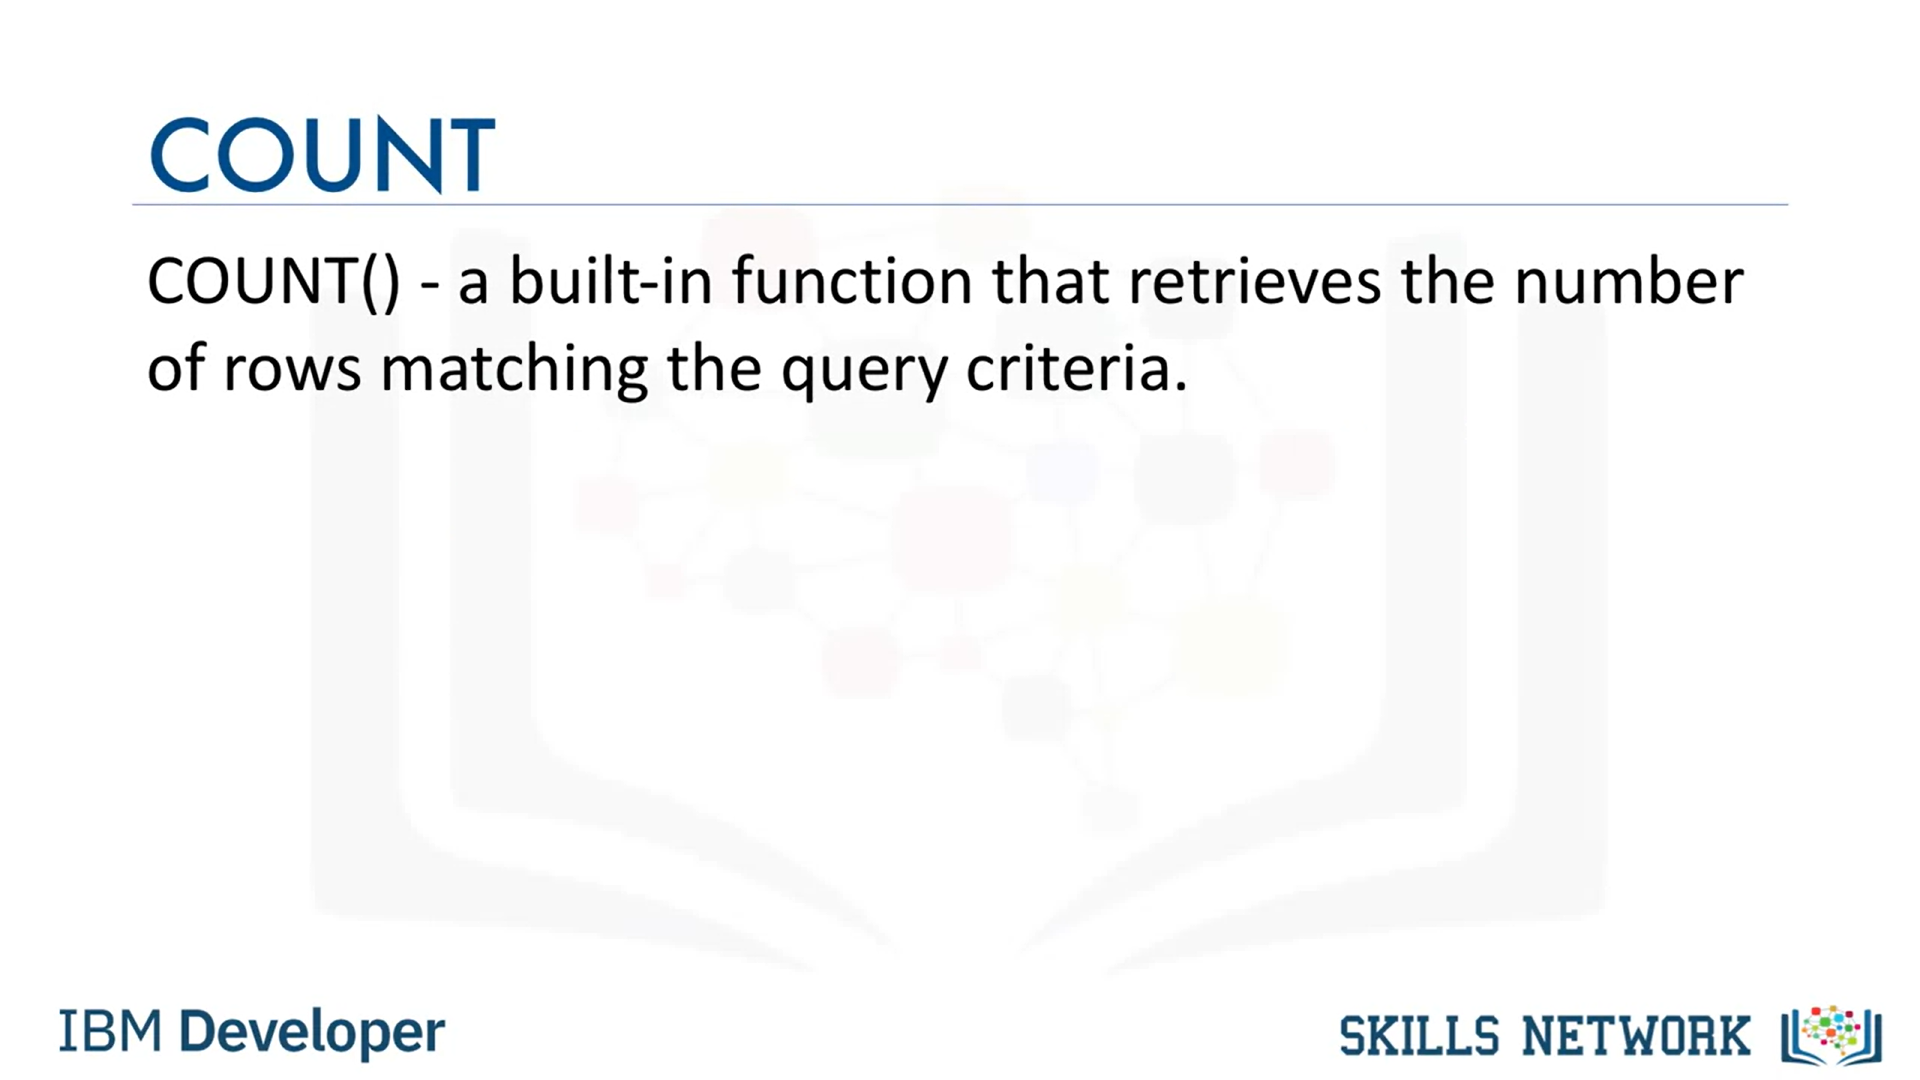 COUNT
COUNT() - a built-in function that retrieves the number
of rows matching the query criteria.
IBM Developer
SKILLS NETWORK